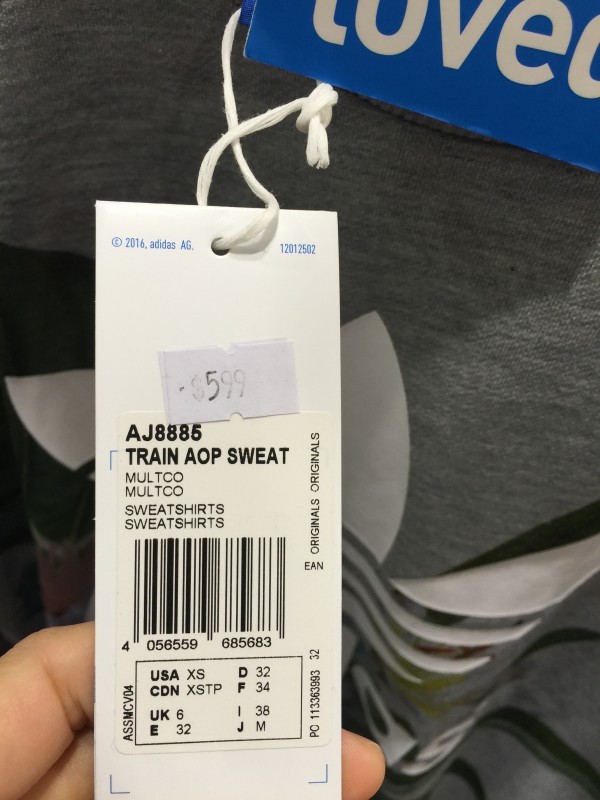 loved
© 2016, adidas AG.
12012502
-$599
AJ8885
TRAIN AOP SWEAT
MULTCO
MULTCO
SWEATSHIRTS
SWEATSHIRTS
ORIGINALS ORIGINALS
EAN
4 056559 685683
USA XS D 32
CDN XSTP F 34
UK 6 I 38
E 32 J M
ASSMCV04
PO 113363993 32